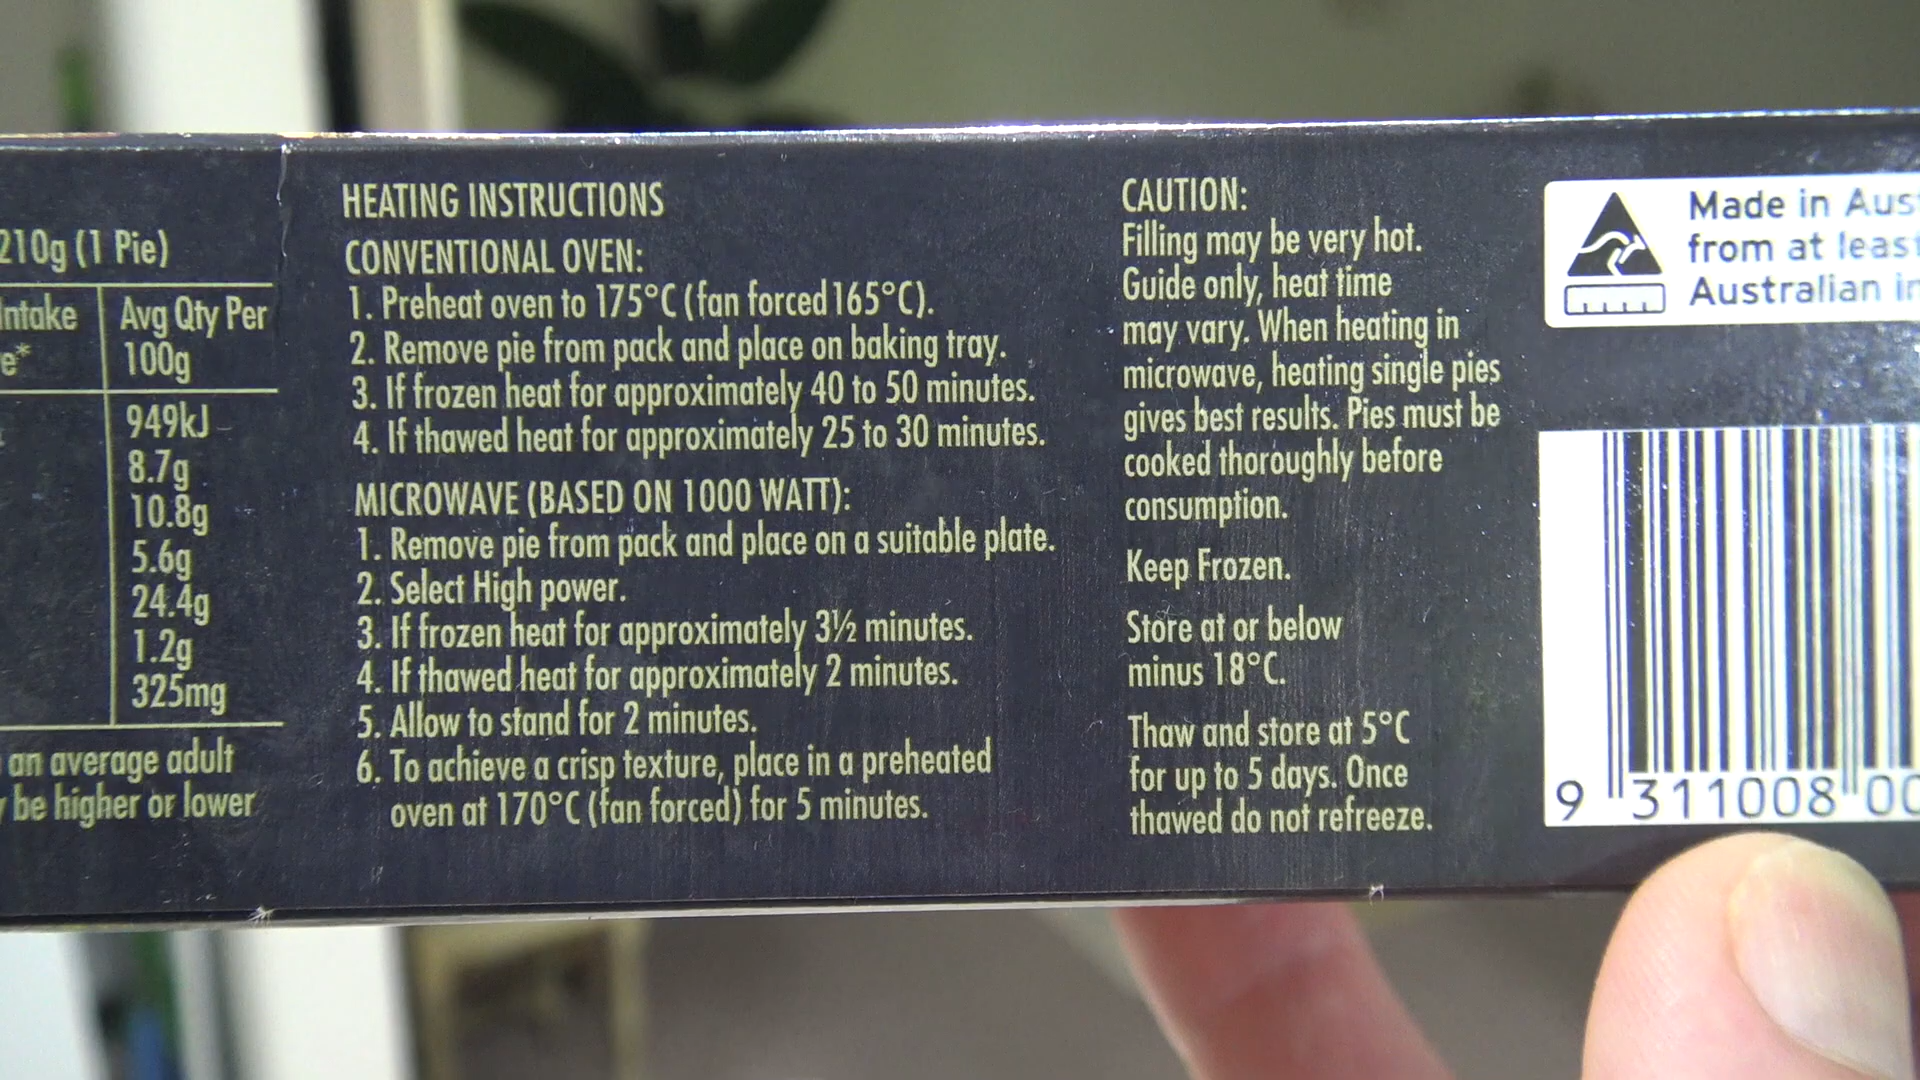 210g (1 Pie)
Intake
e*
Avg Qty Per
100g
949kJ
8.7g
10.8g
5.6g
24.4g
1.2g
325mg
an average adult
be higher or lower
HEATING INSTRUCTIONS
CONVENTIONAL OVEN:
1. Preheat oven to 175°C (fan forced 165°C).
2. Remove pie from pack and place on baking tray.
3. If frozen heat for approximately 40 to 50 minutes.
4. If thawed heat for approximately 25 to 30 minutes.
MICROWAVE (BASED ON 1000 WATT):
1. Remove pie from pack and place on a suitable plate.
2. Select High power.
3. If frozen heat for approximately 3½ minutes.
4. If thawed heat for approximately 2 minutes.
5. Allow to stand for 2 minutes.
6. To achieve a crisp texture, place in a preheated
oven at 170°C (fan forced) for 5 minutes.
CAUTION:
Filling may be very hot.
Guide only, heat time
may vary. When heating in
microwave, heating single pies
gives best results. Pies must be
cooked thoroughly before
consumption.
Keep Frozen.
Store at or below
minus 18°C.
Thaw and store at 5°C
for up to 5 days. Once
thawed do not refreeze.
Made in Aus
from at least
Australian in
9 311008 00